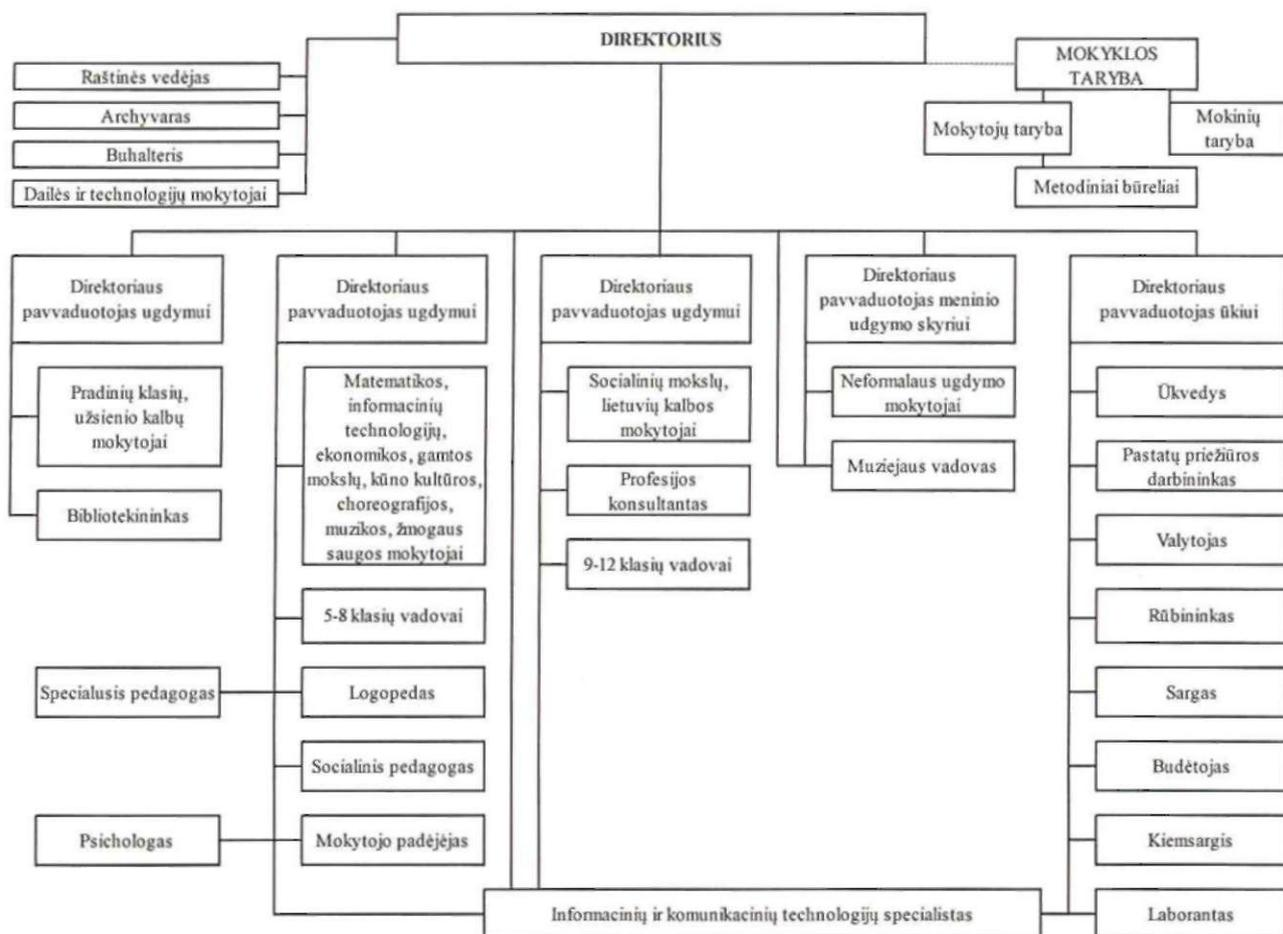 DIREKTORIUS
MOKYKLOS
TARYBA
Raštinės vedėjas
Archyvaras
Buhalteris
Dailės ir technologijų mokytojai
Mokytojų taryba
Mokinių
taryba
Metodiniai būreliai
Direktoriaus
pavvaduotojas ugdymui
Pradinių klasių,
užsienio kalbų
mokytojai
Bibliotekininkas
Direktoriaus
pavvaduotojas ugdymui
Matematikos,
informacinių
technologijų,
ekonomikos, gamtos
mokslų, kūno kultūros,
choreografijos,
muzikos, žmogaus
saugos mokytojai
5-8 klasių vadovai
Specialusis pedagogas
Logopedas
Socialinis pedagogas
Psichologas
Mokytojo padėjėjas
Direktoriaus
pavvaduotojas ugdymui
Socialinių mokslų,
lietuvių kalbos
mokytojai
Profesijos
konsultantas
9-12 klasių vadovai
Direktoriaus
pavvaduotojas meninio
udgymo skyriui
Neformalaus ugdymo
mokytojai
Muziejaus vadovas
Direktoriaus
pavvaduotojas ūkiui
Ūkvedys
Pastatų priežiūros
darbininkas
Valytojas
Rūbininkas
Sargas
Budėtojas
Kiemsargis
Laborantas
Informacinių ir komunikacinių technologijų specialistas